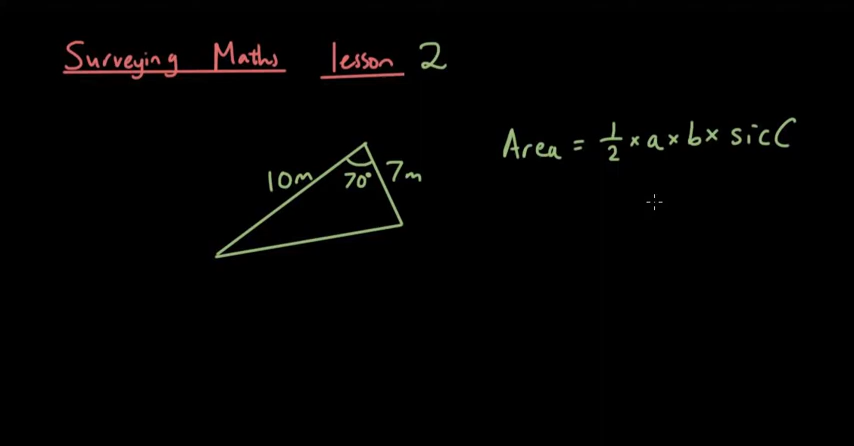 Surveying Maths lesson 2
Area = 1/2 × a × b × sicC
10m 70° 7m